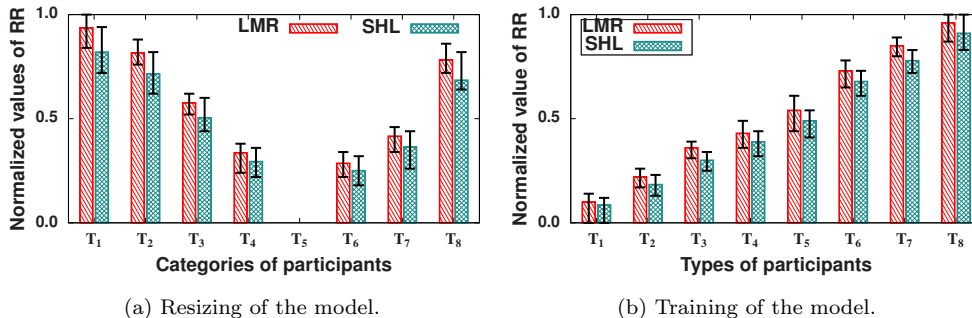 Normalized values of RR
1.0
0.5
0.0
LMR SHL
T1 T2 T3 T4 T5 T6 T7 T8
Categories of participants
(a) Resizing of the model.
Normalized value of RR
1.0
0.5
0.0
LMR
SHL
T1 T2 T3 T4 T5 T6 T7 T8
Types of participants
(b) Training of the model.